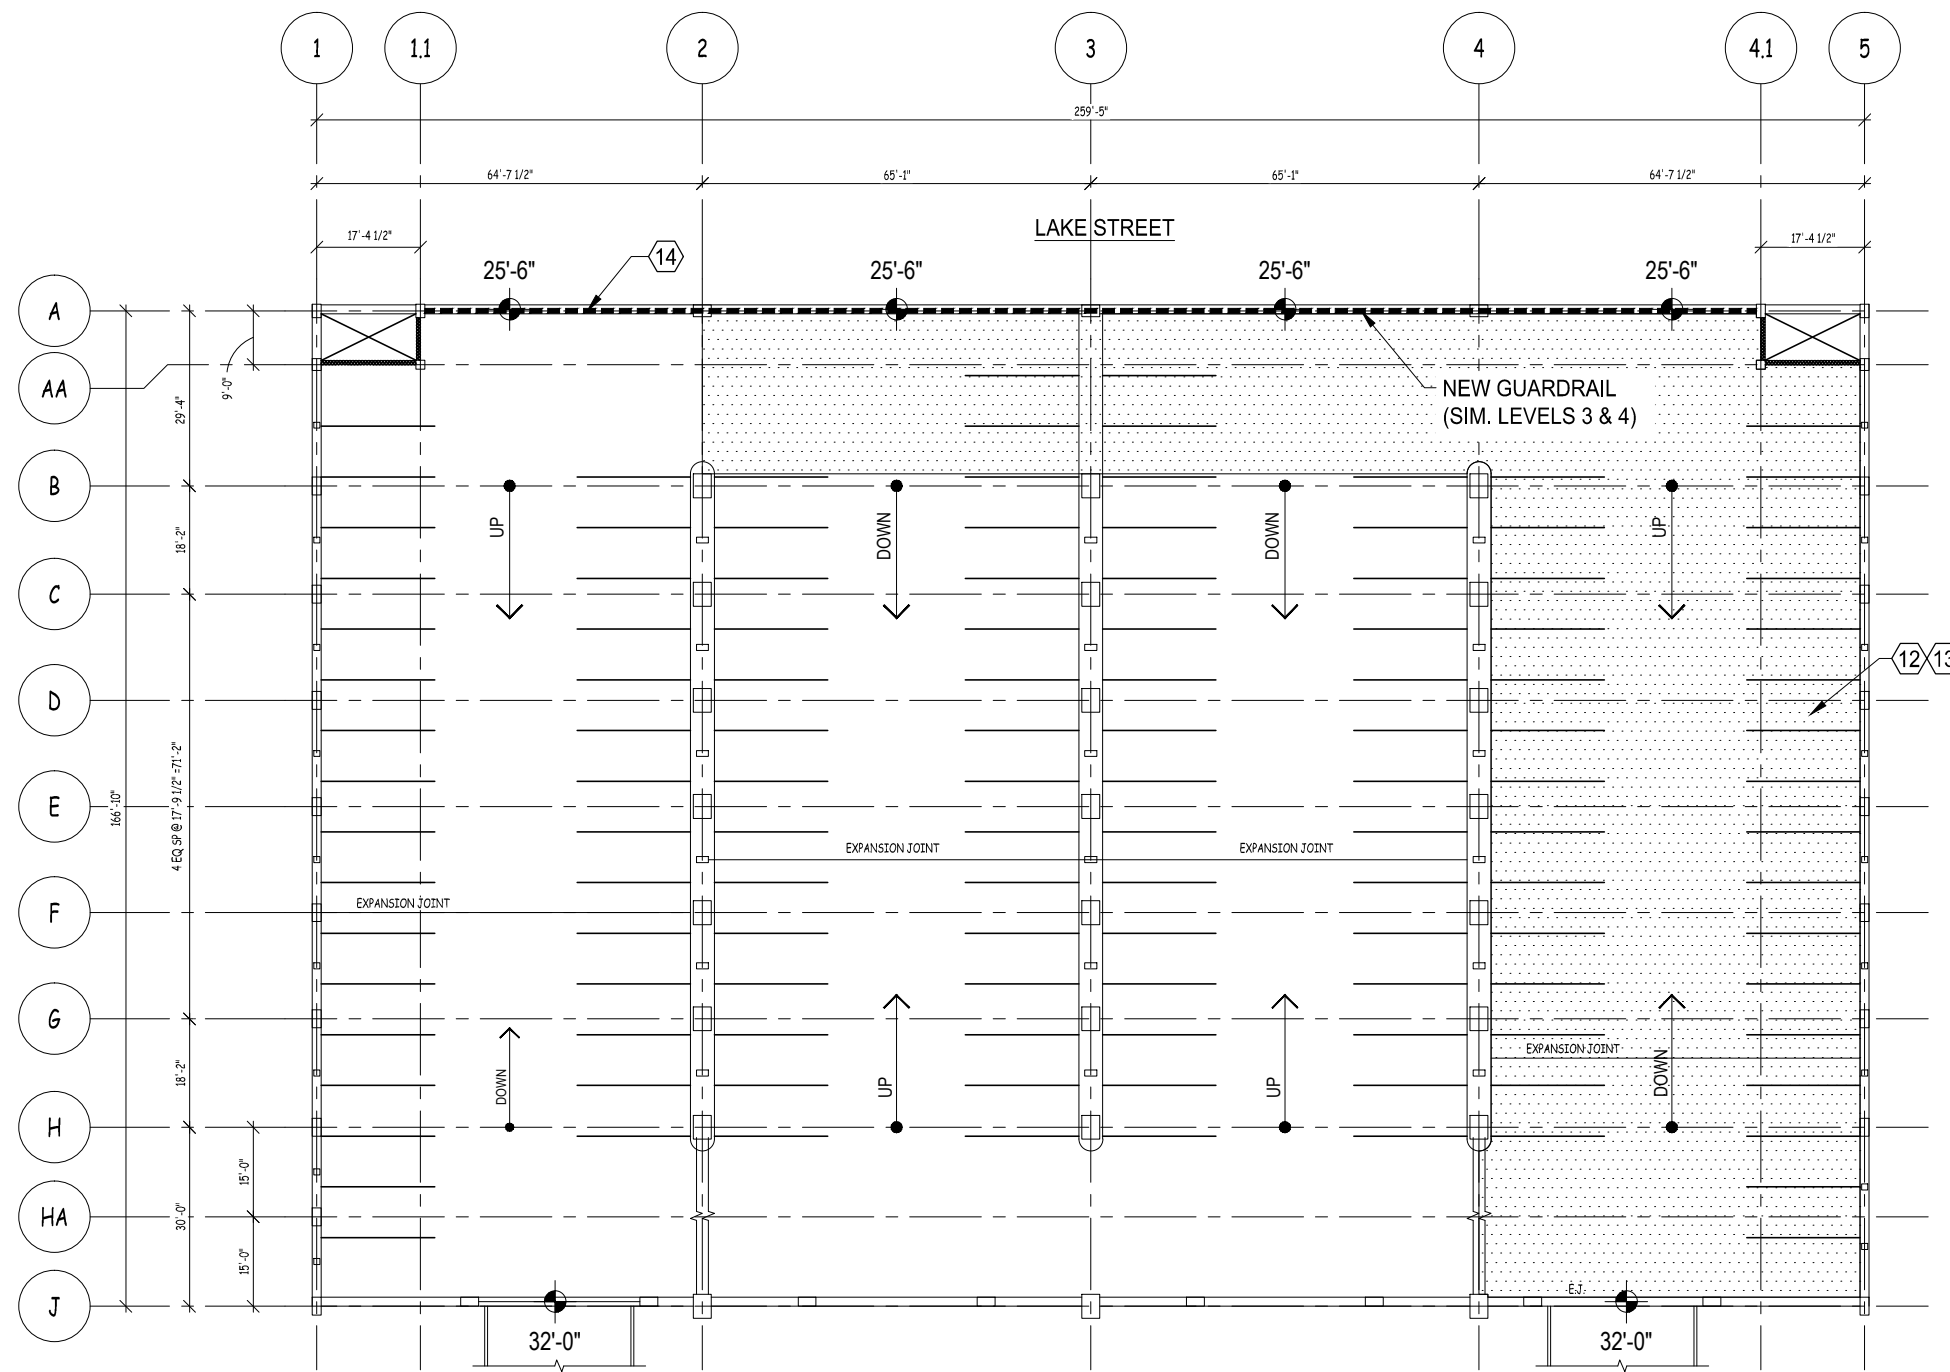 1 1.1 2 3 4 4.1 5
259'-5"
64'-7 1/2" 65'-1" 65'-1" 64'-7 1/2"
LAKE STREET
17'-4 1/2" 17'-4 1/2"
14
25'-6" 25'-6" 25'-6" 25'-6"
A
AA
9'-0"
29'-4"
NEW GUARDRAIL
(SIM. LEVELS 3 & 4)
B
UP DOWN DOWN UP
18'-2"
C
12 13
D
4 EQ SP @ 17'-9 1/2" =71'-2"
166'-10"
E
EXPANSION JOINT EXPANSION JOINT
EXPANSION JOINT
F
G
EXPANSION JOINT
18'-2"
DOWN UP UP DOWN
H
15'-0"
HA
30'-0"
15'-0"
E.J.
J
32'-0" 32'-0"